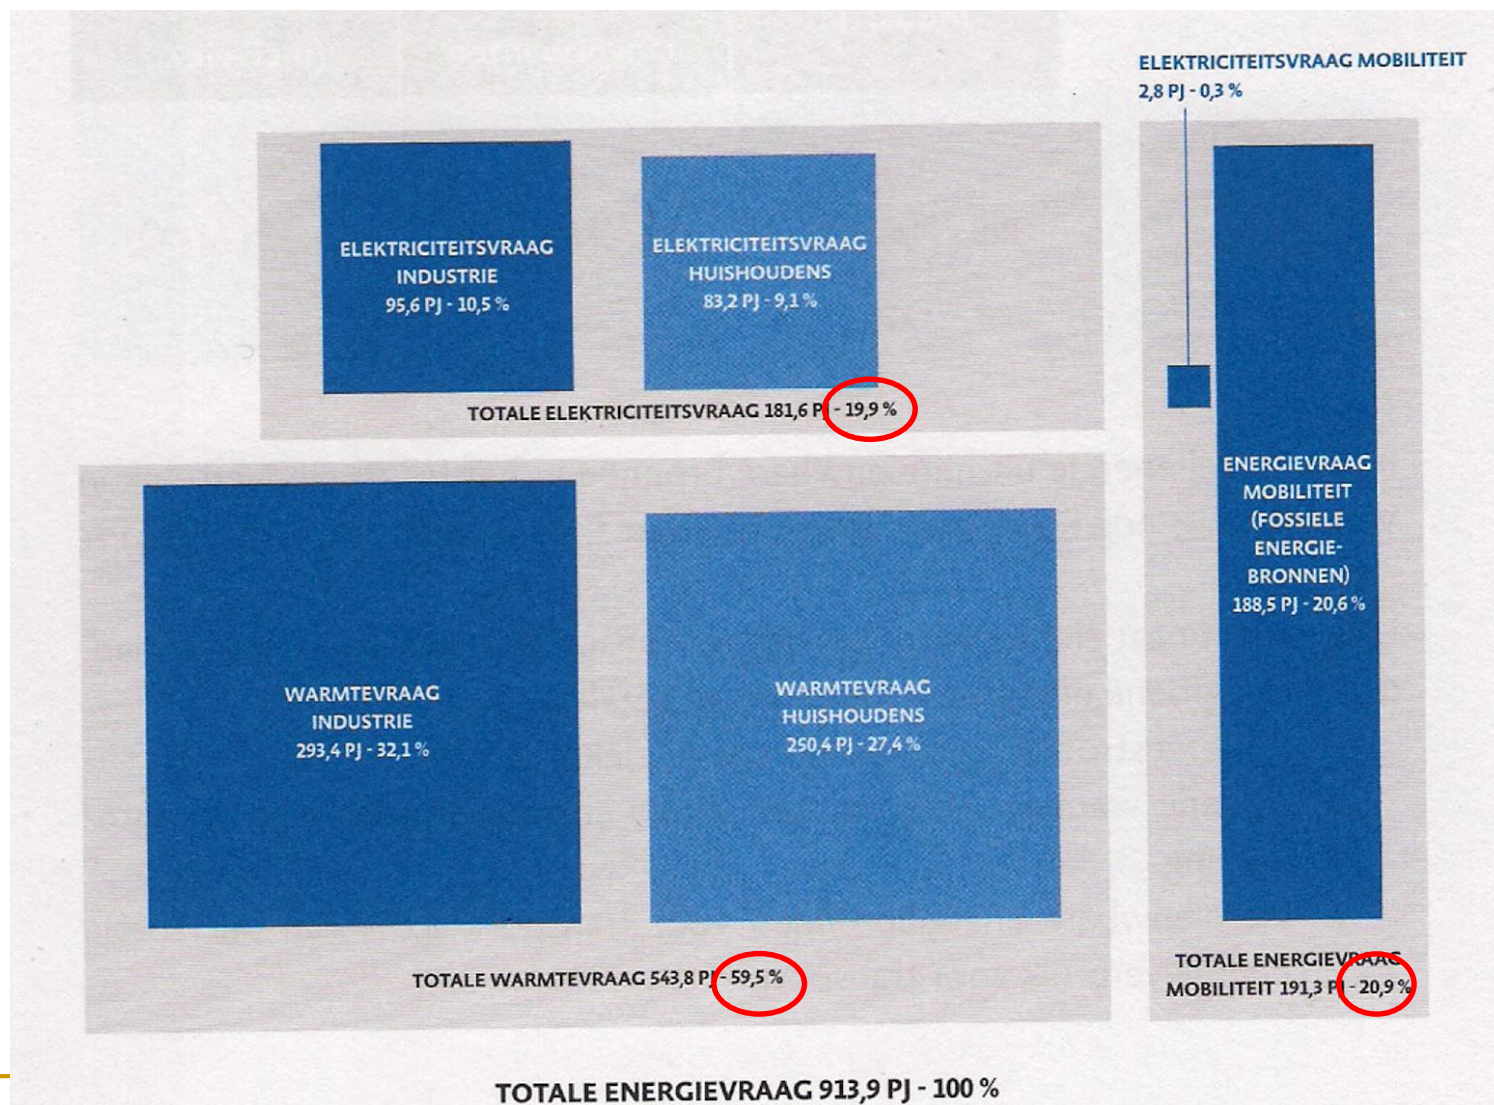 ELEKTRICITEITSVRAAG MOBILITEIT
2,8 PJ - 0,3 %
ELEKTRICITEITSVRAAG
INDUSTRIE
95,6 PJ - 10,5 %
ELEKTRICITEITSVRAAG
HUISHOUDENS
83,2 PJ - 9,1 %
TOTALE ELEKTRICITEITSVRAAG 181,6 PJ - 19,9 %
WARMTEVRAAG
INDUSTRIE
293,4 PJ - 32,1 %
WARMTEVRAAG
HUISHOUDENS
250,4 PJ - 27,4 %
TOTALE WARMTEVRAAG 543,8 PJ - 59,5 %
ENERGIEVRAAG
MOBILITEIT
(FOSSIELE
ENERGIE-
BRONNEN)
188,5 PJ - 20,6 %
TOTALE ENERGIEVRAAG
MOBILITEIT 191,3 PJ - 20,9 %
TOTALE ENERGIEVRAAG 913,9 PJ - 100 %